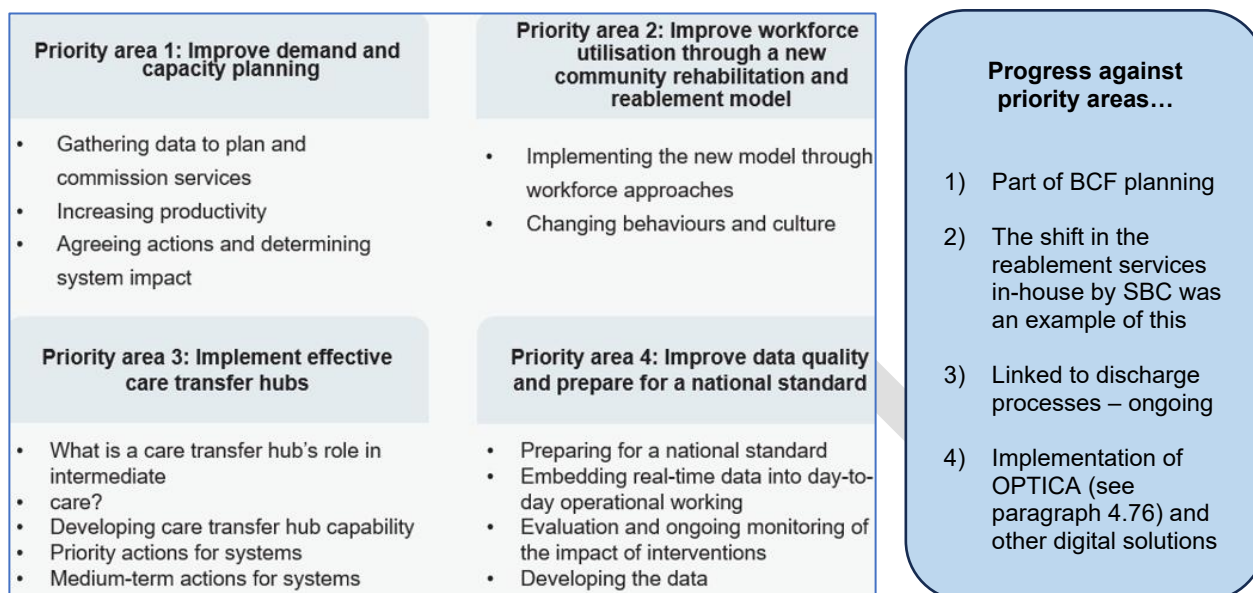 Priority area 1: Improve demand and
capacity planning
• Gathering data to plan and
commission services
• Increasing productivity
• Agreeing actions and determining
system impact
Priority area 2: Improve workforce
utilisation through a new
community rehabilitation and
reablement model
• Implementing the new model through
workforce approaches
• Changing behaviours and culture
Priority area 3: Implement effective
care transfer hubs
• What is a care transfer hub's role in
intermediate
• care?
• Developing care transfer hub capability
• Priority actions for systems
• Medium-term actions for systems
Priority area 4: Improve data quality
and prepare for a national standard
• Preparing for a national standard
• Embedding real-time data into day-to-
day operational working
• Evaluation and ongoing monitoring of
the impact of interventions
• Developing the data
Progress against
priority areas…
1) Part of BCF planning
2) The shift in the
reablement services
in-house by SBC was
an example of this
3) Linked to discharge
processes – ongoing
4) Implementation of
OPTICA (see
paragraph 4.76) and
other digital solutions